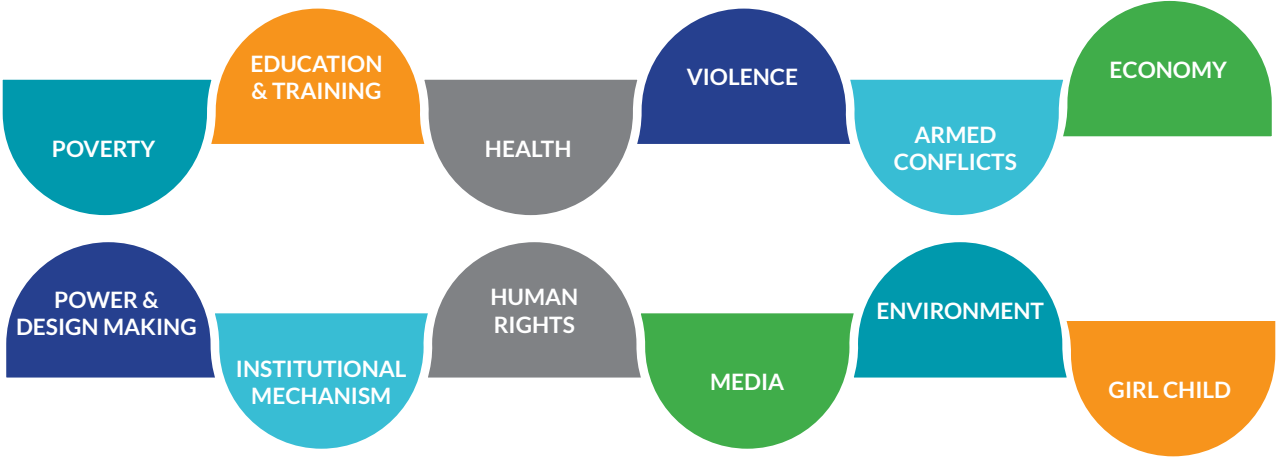 POVERTY
EDUCATION
& TRAINING
HEALTH
VIOLENCE
ARMED
CONFLICTS
ECONOMY
POWER &
DESIGN MAKING
INSTITUTIONAL
MECHANISM
HUMAN
RIGHTS
MEDIA
ENVIRONMENT
GIRL CHILD